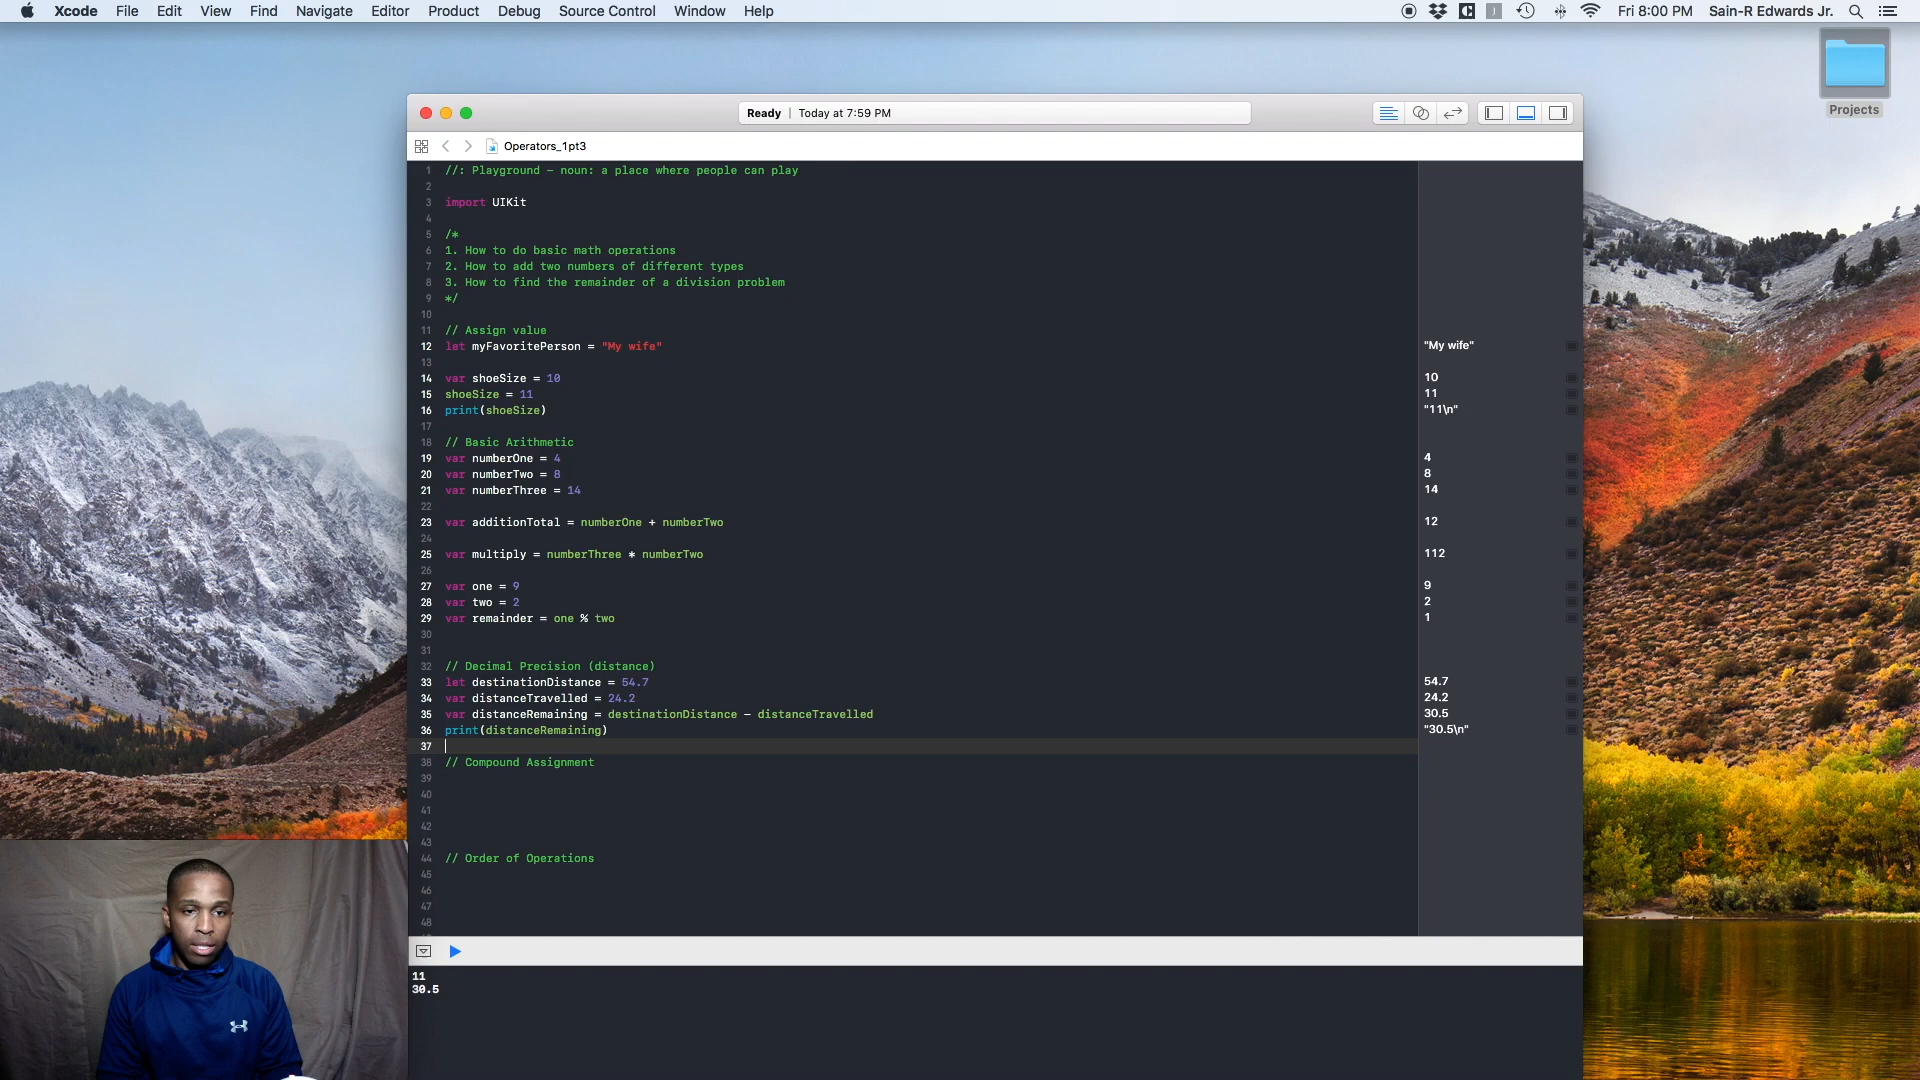 Xcode File Edit View Find Navigate Editor Product Debug Source Control Window Help Fri 8:00 PM Sain-R Edwards Jr.
Projects
Ready | Today at 7:59 PM
Operators_1pt3
1 //: Playground - noun: a place where people can play
2
3 import UIKit
4
5 /*
6 1. How to do basic math operations
7 2. How to add two numbers of different types
8 3. How to find the remainder of a division problem
9 */
10
11 // Assign value
12 let myFavoritePerson = "My wife" "My wife"
13
14 var shoeSize = 10 10
15 shoeSize = 11 11
16 print(shoeSize) "11\n"
17
18 // Basic Arithmetic
19 var numberOne = 4 4
20 var numberTwo = 8 8
21 var numberThree = 14 14
22
23 var additionTotal = numberOne + numberTwo 12
24
25 var multiply = numberThree * numberTwo 112
26
27 var one = 9 9
28 var two = 2 2
29 var remainder = one % two 1
30
31
32 // Decimal Precision (distance)
33 let destinationDistance = 54.7 54.7
34 var distanceTravelled = 24.2 24.2
35 var distanceRemaining = destinationDistance - distanceTravelled 30.5
36 print(distanceRemaining) "30.5\n"
37
38 // Compound Assignment
39
40
41
42
43
44 // Order of Operations
45
46
47
48
11
30.5